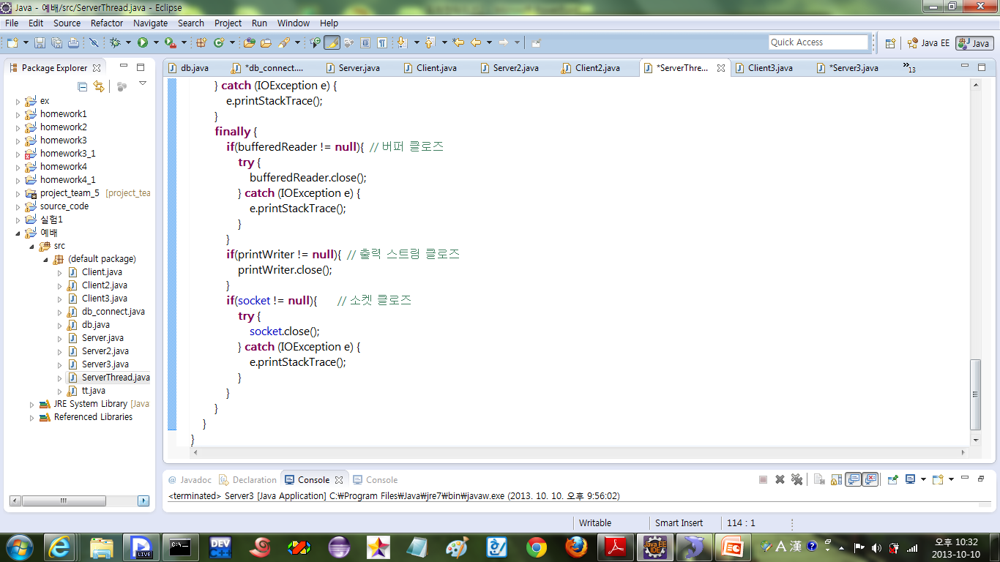 Java - 예배/src/ServerThread.java - Eclipse
File Edit Source Refactor Navigate Search Project Run Window Help
Quick Access
Java EE
Java
Package Explorer
ex
homework1
homework2
homework3
homework3_1
homework4
homework4_1
project_team_5 [project_tea
source_code
실험1
예배
src
(default package)
Client.java
Client2.java
Client3.java
db_connect.java
db.java
Server.java
Server2.java
Server3.java
ServerThread.java
tt.java
JRE System Library [Java
Referenced Libraries
db.java *db_connect.... Server.java Client.java Server2.java Client2.java *ServerThre... Client3.java *Server3.java »13
} catch (IOException e) {
e.printStackTrace();
}
finally {
if(bufferedReader != null){ // 버퍼 클로즈
try {
bufferedReader.close();
} catch (IOException e) {
e.printStackTrace();
}
}
if(printWriter != null){ // 출력 스트림 클로즈
printWriter.close();
}
if(socket != null){ // 소켓 클로즈
try {
socket.close();
} catch (IOException e) {
e.printStackTrace();
}
}
}
}
}
@ Javadoc Declaration Console Console
<terminated> Server3 [Java Application] C:₩Program Files₩Java₩jre7₩bin₩javaw.exe (2013. 10. 10. 오후 9:56:02)
Writable Smart Insert 114 : 1
LIVE
C:\_
DEV
C++
Java EE
IDE
A 漢
오후 10:32
2013-10-10